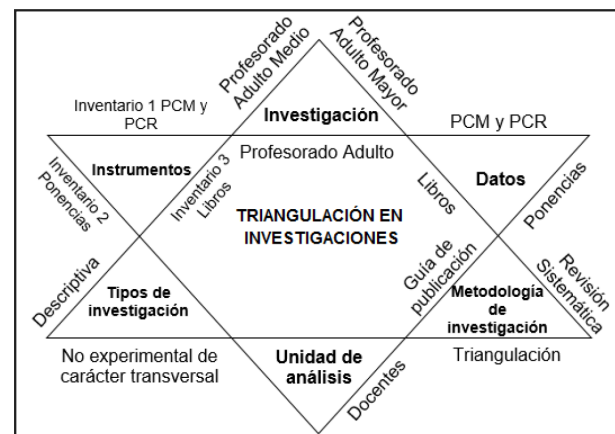 Profesorado
Adulto Medio
Profesorado
Adulto Mayor
Inventario 1 PCM y
PCR
Investigación
PCM y PCR
Profesorado Adulto
Instrumentos
Inventario 2
Ponencias
Inventario 3
Libros
Libros
Datos
Ponencias
TRIANGULACIÓN EN
INVESTIGACIONES
Descriptiva
Tipos de
investigación
Guía de
publicación
Metodología
de
investigación
Revisión
Sistemática
No experimental de
carácter transversal
Unidad de
análisis
Docentes
Triangulación